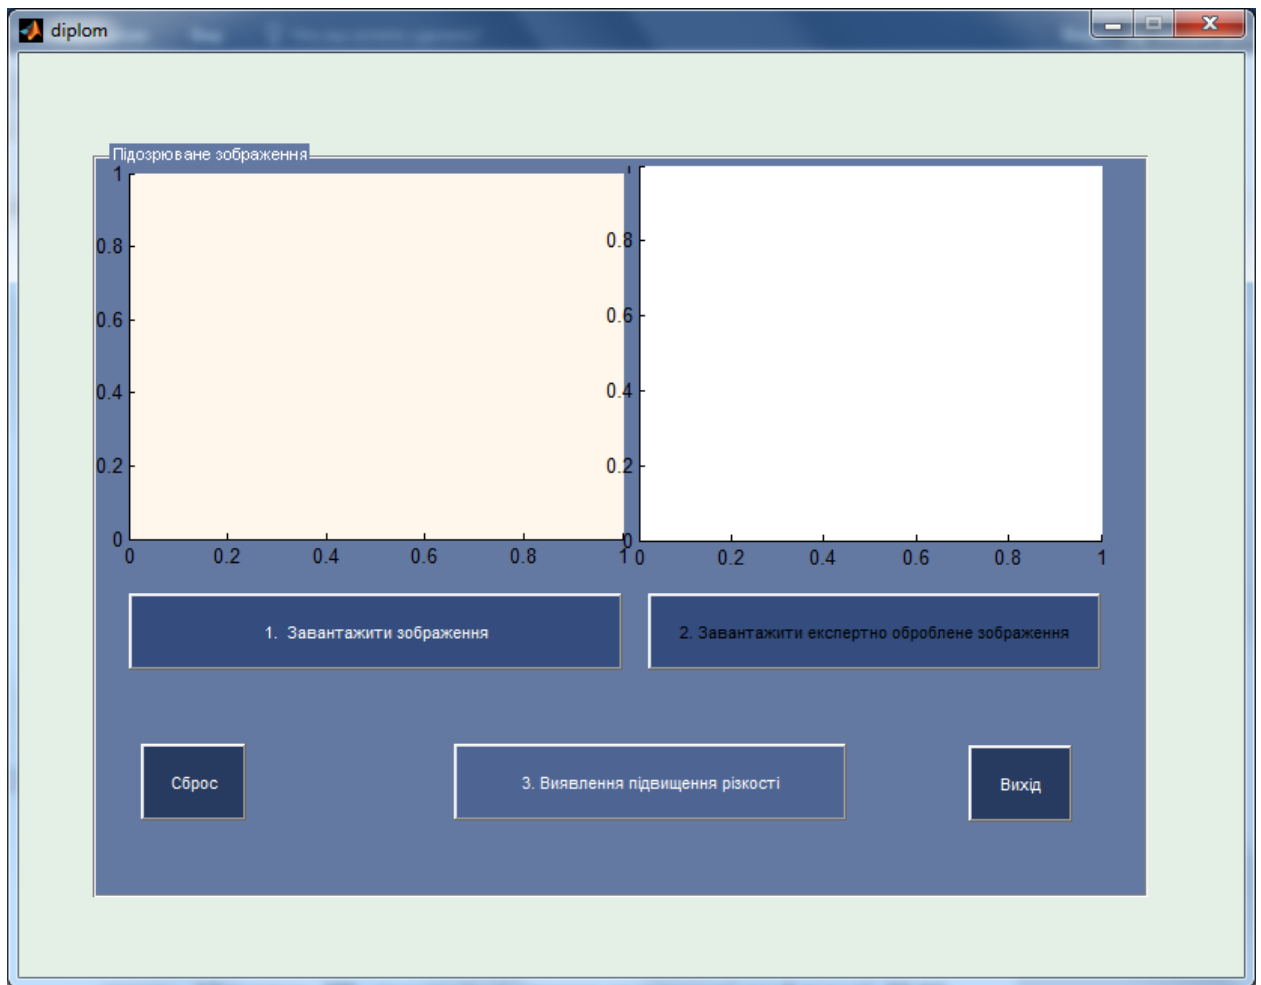 diplom
Підозрюване зображення
1
0.8
0.6
0.4
0.2
0
0 0.2 0.4 0.6 0.8 1
0.8
0.6
0.4
0.2
0
0 0.2 0.4 0.6 0.8 1
1. Завантажити зображення
2. Завантажити експертно оброблене зображення
Сброс
3. Виявлення підвищення різкості
Вихід